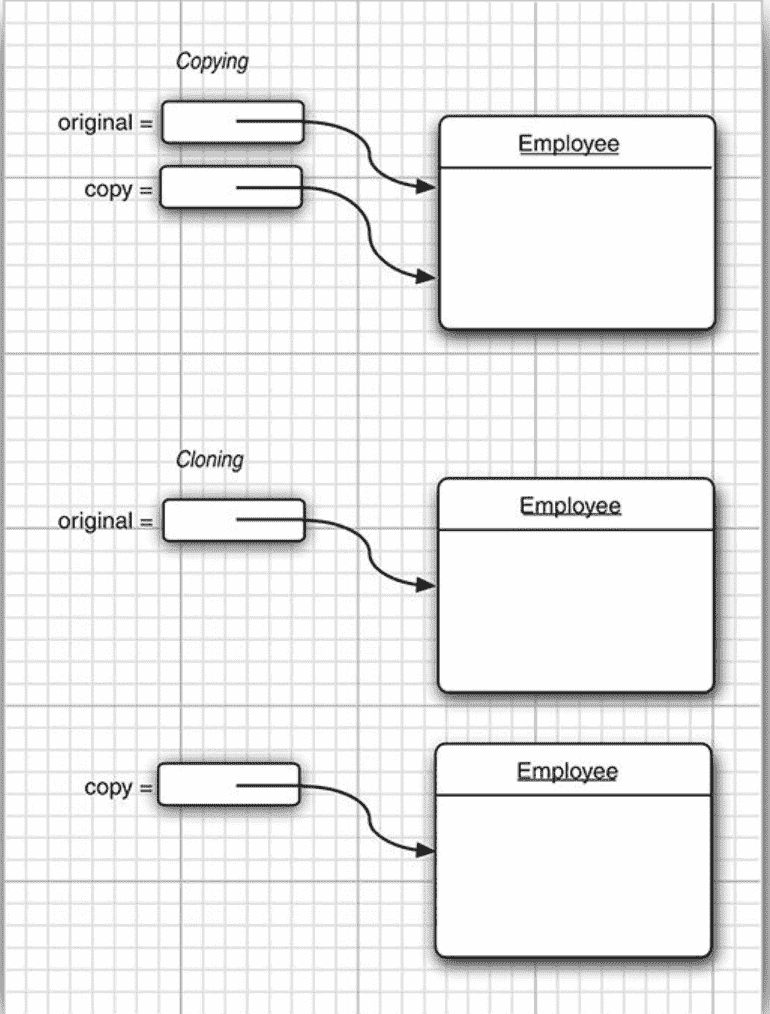 Copying
original =
Employee
copy =
Cloning
original =
Employee
copy =
Employee